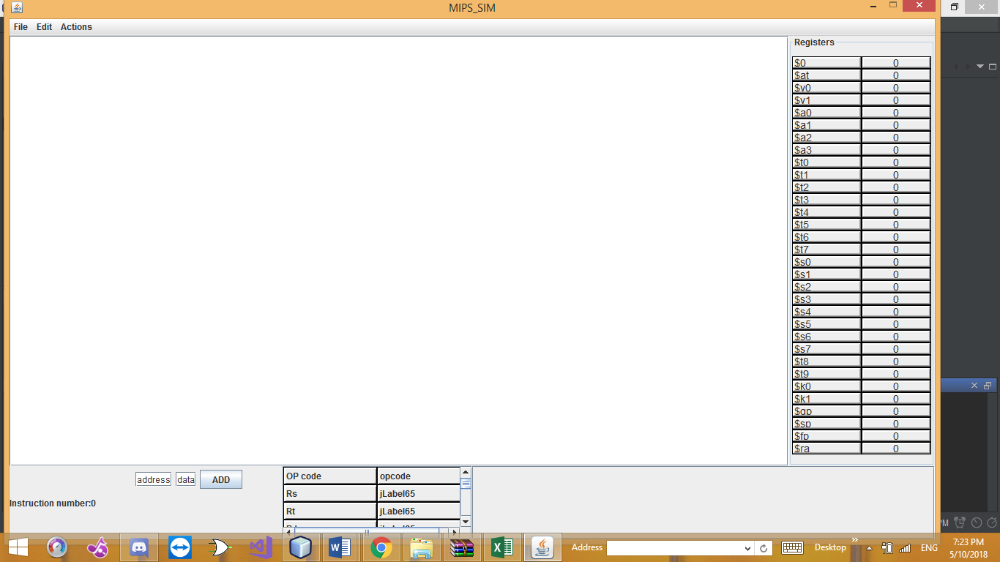 MIPS_SIM
File Edit Actions
Registers
$0 0
$at 0
$v0 0
$v1 0
$a0 0
$a1 0
$a2 0
$a3 0
$t0 0
$t1 0
$t2 0
$t3 0
$t4 0
$t5 0
$t6 0
$t7 0
$s0 0
$s1 0
$s2 0
$s3 0
$s4 0
$s5 0
$s6 0
$s7 0
$t8 0
$t9 0
$k0 0
$k1 0
$gp 0
$sp 0
$fp 0
$ra 0
address data ADD
Instruction number:0
OP code opcode
Rs jLabel65
Rt jLabel65
Address
Desktop
ENG
7:23 PM
5/10/2018